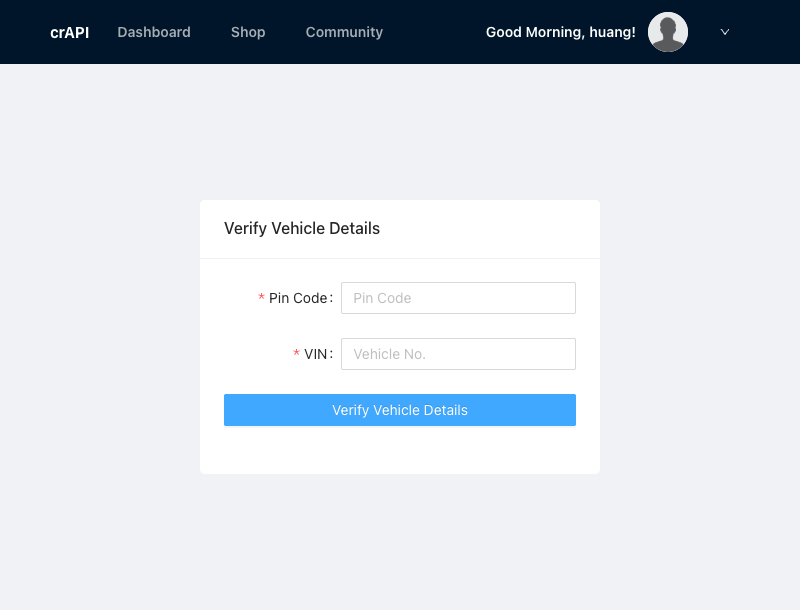 crAPI Dashboard Shop Community Good Morning, huang!
Verify Vehicle Details
* Pin Code: Pin Code
* VIN: Vehicle No.
Verify Vehicle Details